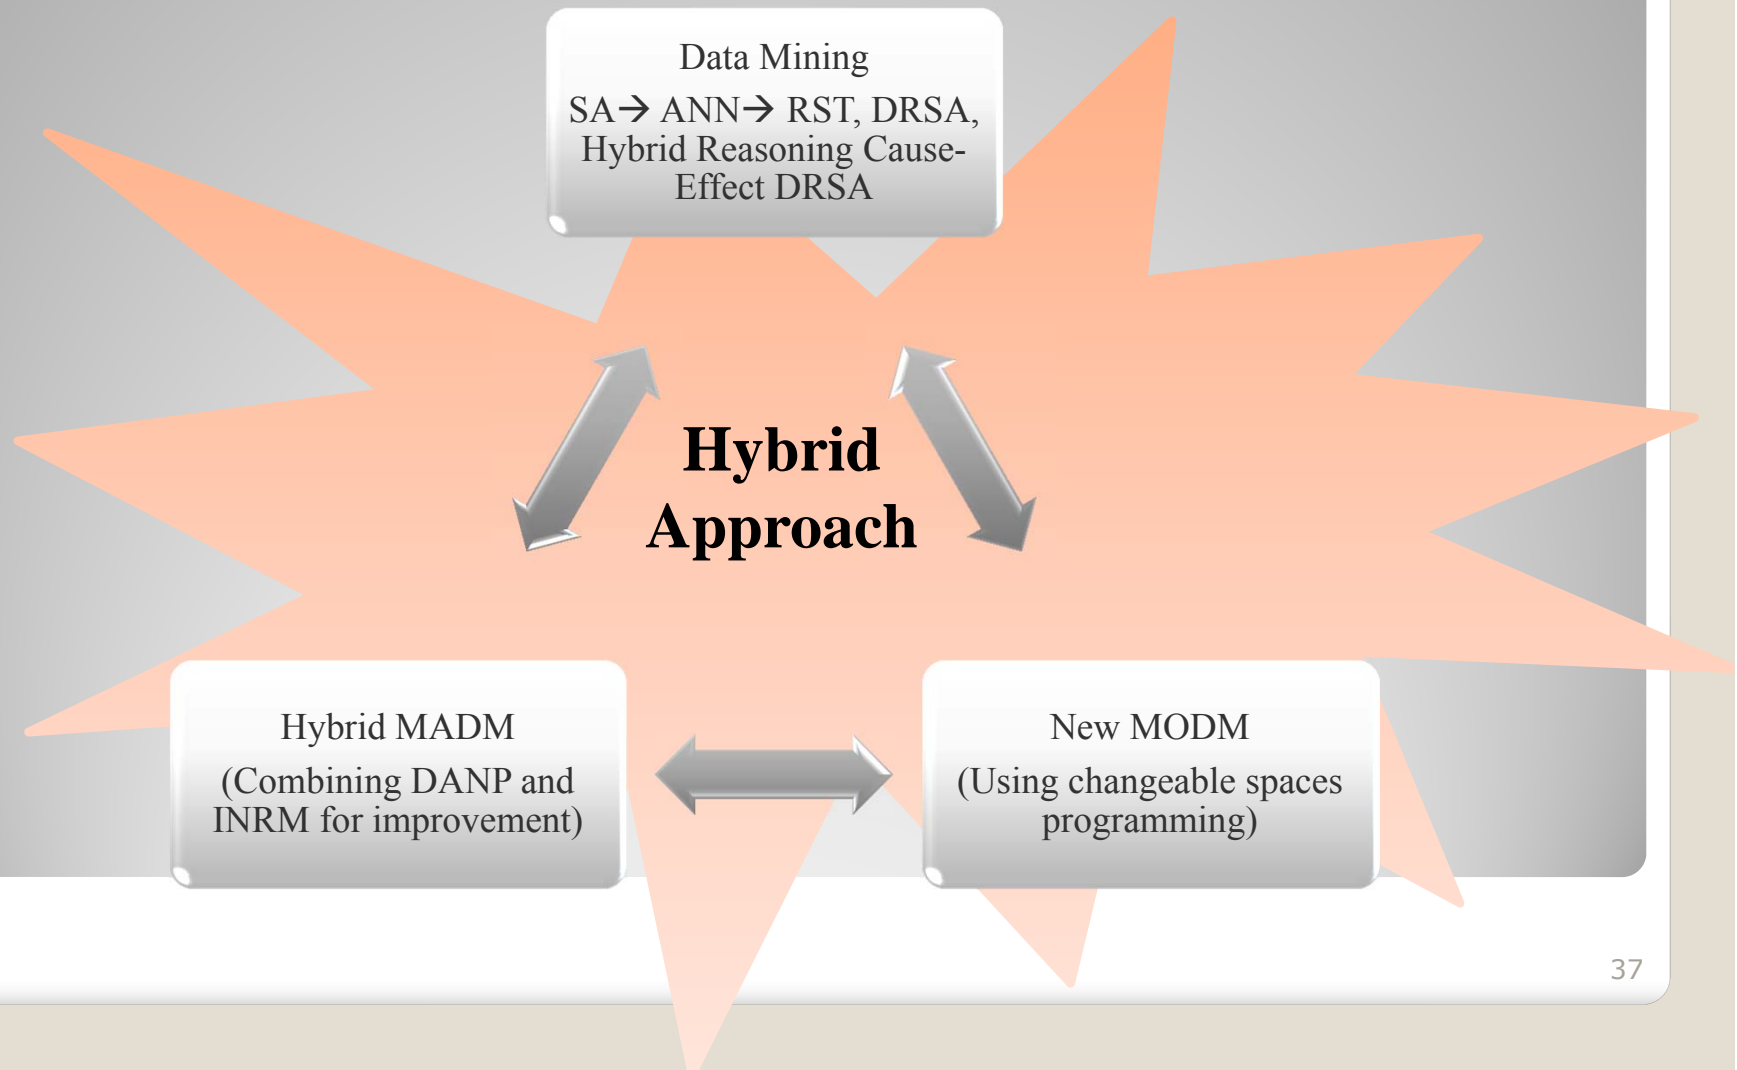 Data Mining
SA→ ANN→ RST, DRSA,
Hybrid Reasoning Cause-
Effect DRSA
Hybrid
Approach
Hybrid MADM
(Combining DANP and
INRM for improvement)
New MODM
(Using changeable spaces
programming)
37